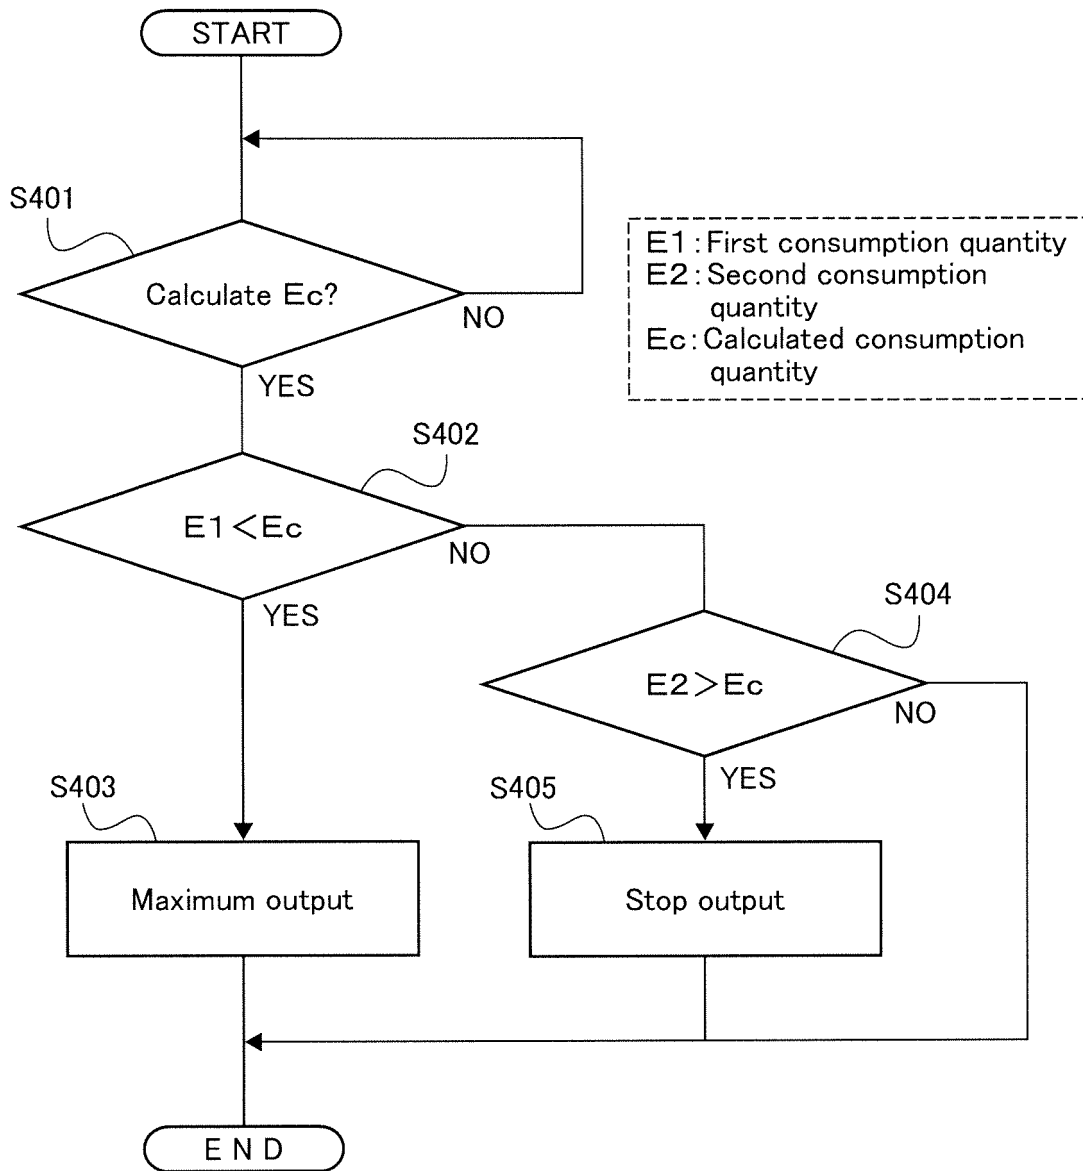 START
S401
Calculate Ec?
NO
YES
E1:First consumption quantity
E2:Second consumption
quantity
Ec:Calculated consumption
quantity
S402
E1<Ec
NO
YES
S404
E2>Ec
NO
YES
S403
Maximum output
S405
Stop output
END